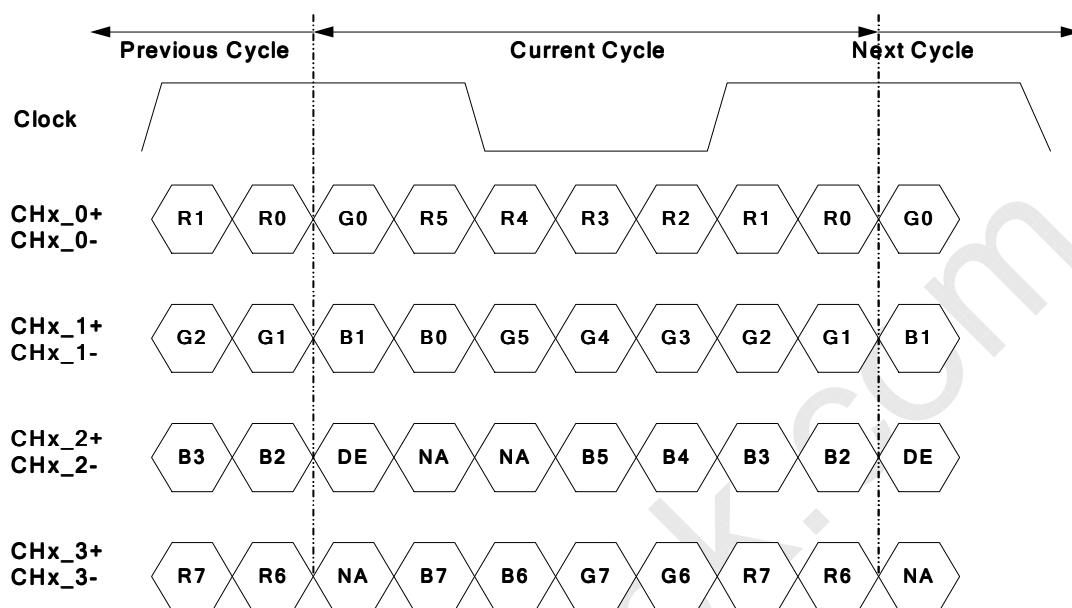 Previous Cycle Current Cycle Next Cycle
Clock
CHx_0+
CHx_0-
R1 R0 G0 R5 R4 R3 R2 R1 R0 G0
CHx_1+
CHx_1-
G2 G1 B1 B0 G5 G4 G3 G2 G1 B1
CHx_2+
CHx_2-
B3 B2 DE NA NA B5 B4 B3 B2 DE
CHx_3+
CHx_3-
R7 R6 NA B7 B6 G7 G6 R7 R6 NA
k.com